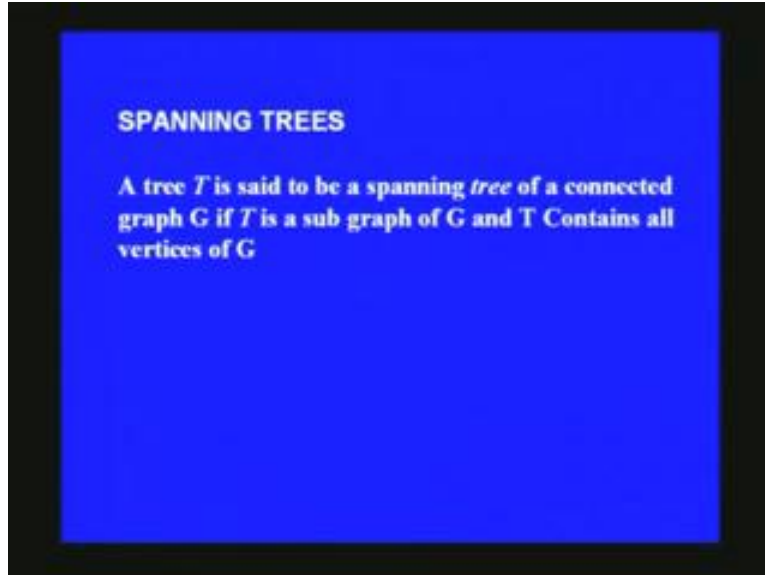 SPANNING TREES
A tree T is said to be a spanning tree of a connected
graph G if T is a sub graph of G and T Contains all
vertices of G